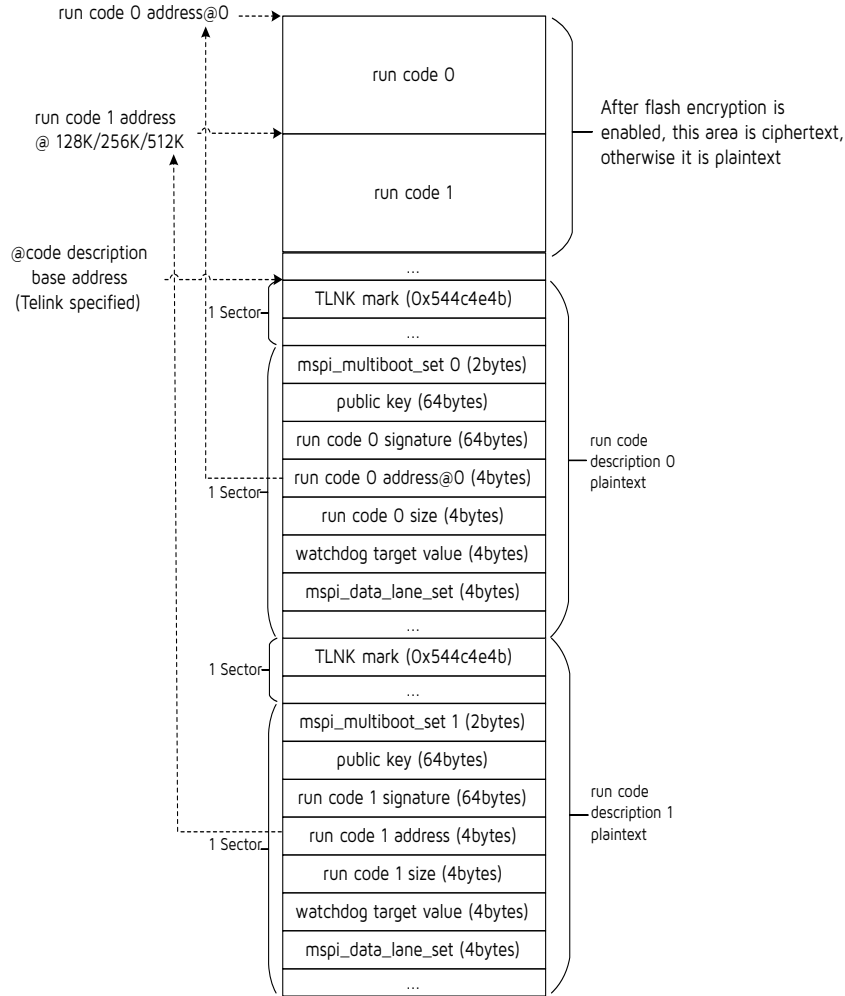 run code 0 address@0
run code 0
run code 1 address
@ 128K/256K/512K
After flash encryption is
enabled, this area is ciphertext,
otherwise it is plaintext
run code 1
@code description
base address
(Telink specified)
...
TLNK mark (0x544c4e4b)
1 Sector
...
mspi_multiboot_set 0 (2bytes)
public key (64bytes)
run code 0 signature (64bytes)
run code 0 address@0 (4bytes)
1 Sector
run code 0 size (4bytes)
watchdog target value (4bytes)
mspi_data_lane_set (4bytes)
...
run code
description 0
plaintext
TLNK mark (0x544c4e4b)
1 Sector
...
mspi_multiboot_set 1 (2bytes)
public key (64bytes)
run code 1 signature (64bytes)
run code 1 address (4bytes)
1 Sector
run code 1 size (4bytes)
watchdog target value (4bytes)
mspi_data_lane_set (4bytes)
...
run code
description 1
plaintext